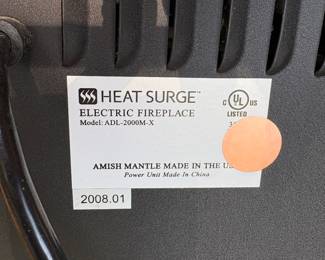 HEAT SURGE™
ELECTRIC FIREPLACE
Model: ADL-2000M-X
C UL US
LISTED
AMISH MANTLE MADE IN THE
Power Unit Made In China
2008.01